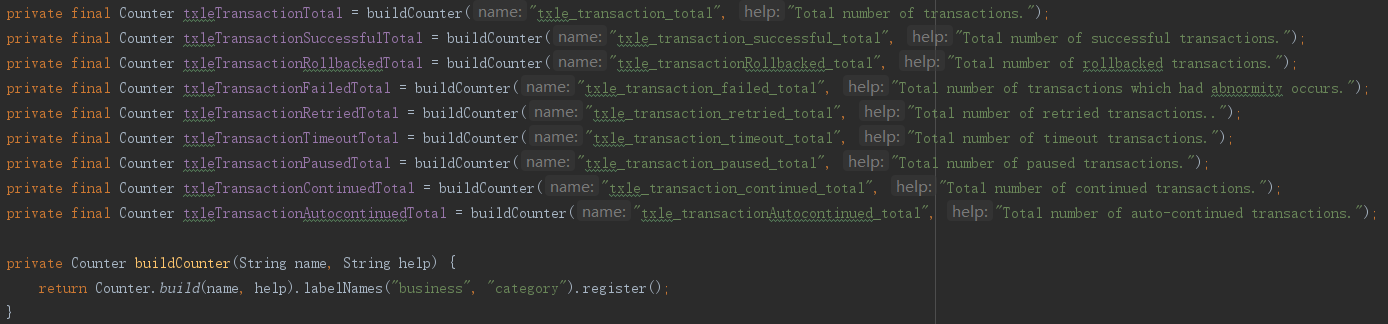 private final Counter txleTransactionTotal = buildCounter( name: "txle_transaction_total", help: "Total number of transactions.");
private final Counter txleTransactionSuccessfulTotal = buildCounter( name: "txle_transaction_successful_total", help: "Total number of successful transactions.");
private final Counter txleTransactionRollbackedTotal = buildCounter( name: "txle_transactionRollbacked_total", help: "Total number of rollbacked transactions.");
private final Counter txleTransactionFailedTotal = buildCounter( name: "txle_transaction_failed_total", help: "Total number of transactions which had abnormity occurs.");
private final Counter txleTransactionRetriedTotal = buildCounter( name: "txle_transaction_retried_total", help: "Total number of retried transactions..");
private final Counter txleTransactionTimeoutTotal = buildCounter( name: "txle_transaction_timeout_total", help: "Total number of timeout transactions.");
private final Counter txleTransactionPausedTotal = buildCounter( name: "txle_transaction_paused_total", help: "Total number of paused transactions.");
private final Counter txleTransactionContinuedTotal = buildCounter( name: "txle_transaction_continued_total", help: "Total number of continued transactions.");
private final Counter txleTransactionAutocontinuedTotal = buildCounter( name: "txle_transactionAutocontinued_total", help: "Total number of auto-continued transactions.");
private Counter buildCounter(String name, String help) {
return Counter.build(name, help).labelNames("business", "category").register();
}